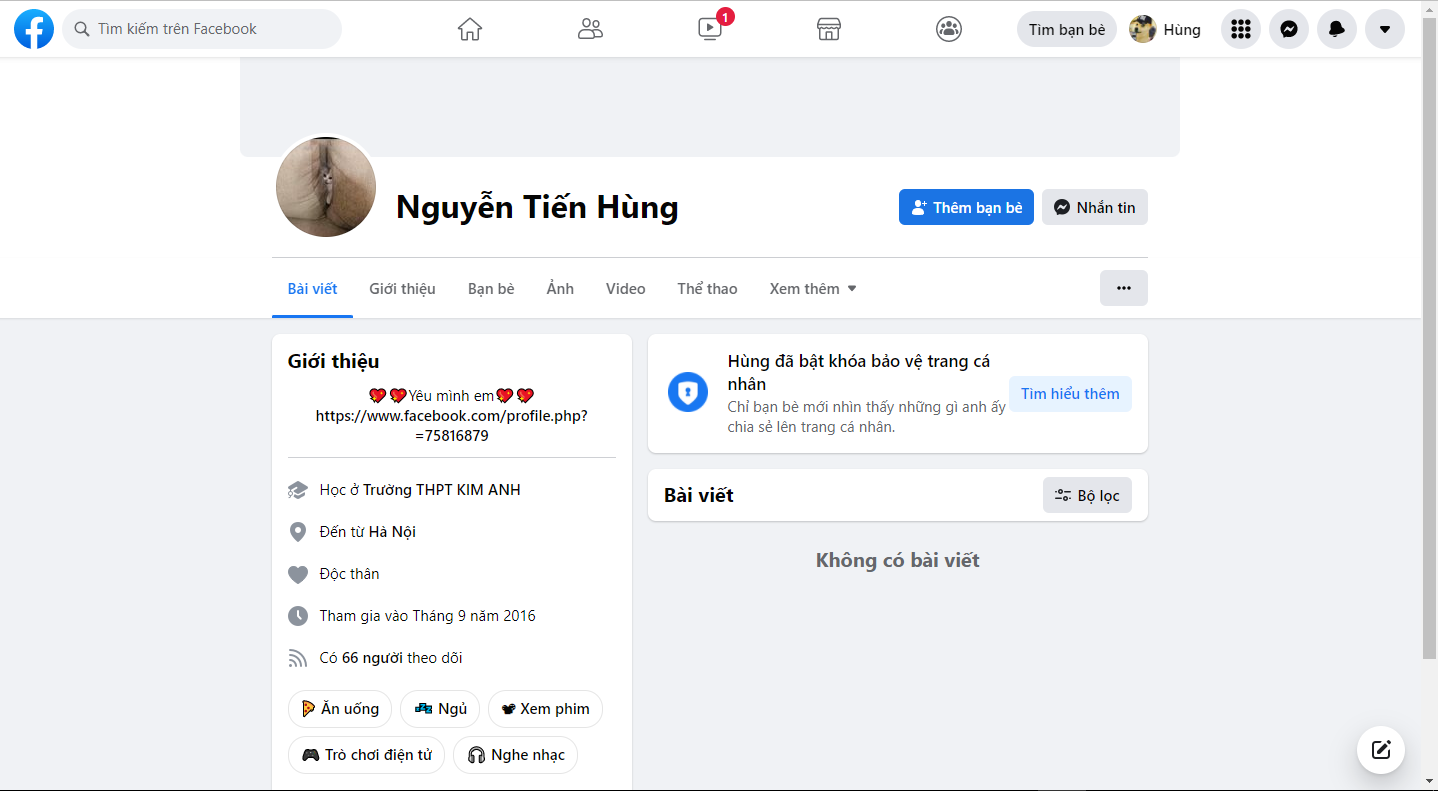 Tìm kiếm trên Facebook
1
Tìm bạn bè
Hùng
Nguyễn Tiến Hùng
Thêm bạn bè
Nhắn tin
Bài viết
Giới thiệu
Bạn bè
Ảnh
Video
Thể thao
Xem thêm
Giới thiệu
💖💖Yêu mình em💖💖
https://www.facebook.com/profile.php?
=75816879
Học ở Trường THPT KIM ANH
Đến từ Hà Nội
Độc thân
Tham gia vào Tháng 9 năm 2016
Có 66 người theo dõi
Ăn uống
Ngủ
Xem phim
Trò chơi điện tử
Nghe nhạc
Hùng đã bật khóa bảo vệ trang cá
nhân
Chỉ bạn bè mới nhìn thấy những gì anh ấy
chia sẻ lên trang cá nhân.
Tìm hiểu thêm
Bài viết
Bộ lọc
Không có bài viết